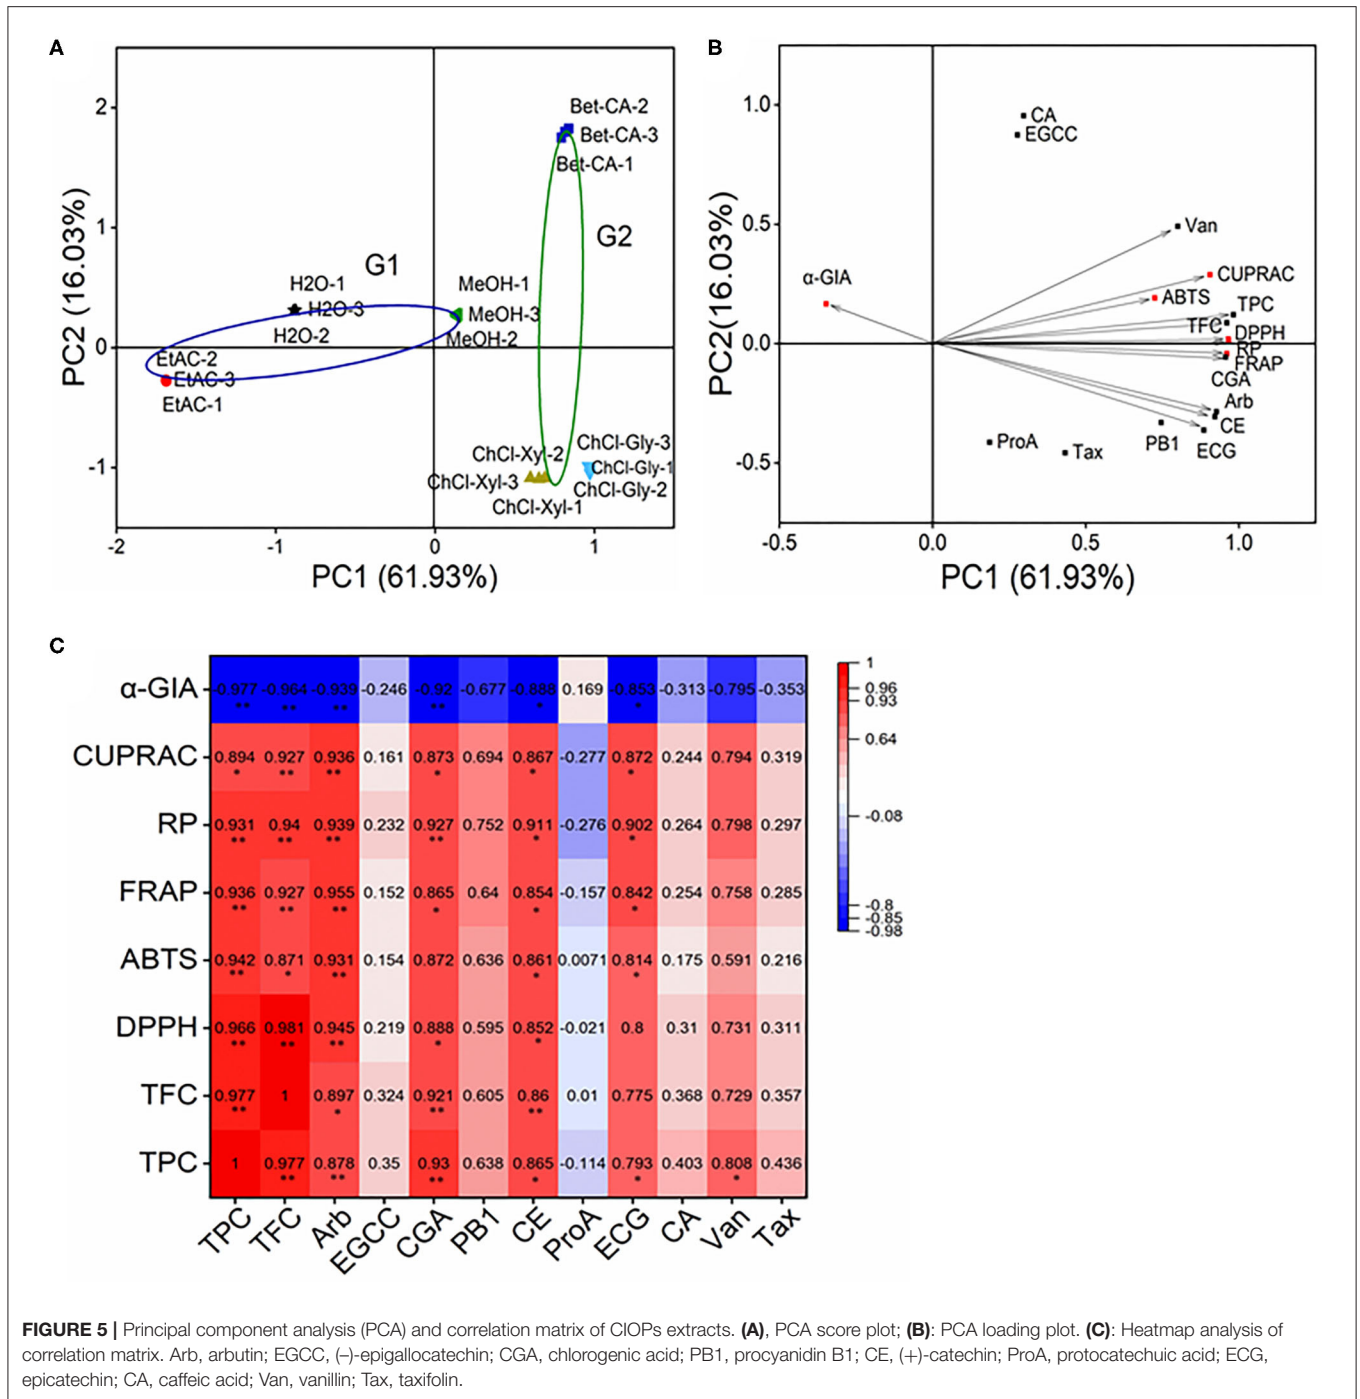 A
PC2 (16.03%)
2
1
0
-1
-2
-1
0
1
PC1 (61.93%)
G1
G2
Bet-CA-2
Bet-CA-3
Bet-CA-1
H2O-1
H2O-3
H2O-2
MeOH-1
MeOH-3
MeOH-2
EtAC-2
EtAC-3
EtAC-1
ChCl-Gly-3
ChCl-Xyl-2
ChCl-Gly-1
ChCl-Xyl-3
ChCl-Gly-2
ChCl-Xyl-1
B
PC2(16.03%)
1.0
0.5
0.0
-0.5
-0.5
0.0
0.5
1.0
PC1 (61.93%)
CA
EGCC
Van
α-GIA
CUPRAC
ABTS
TPC
TFC
DPPH
RP
FRAP
CGA
Arb
CE
PB1
ECG
ProA
Tax
C
α-GIA -0.977 -0.964 -0.939 -0.246 -0.92 -0.677 -0.888 0.169 -0.853 -0.313 -0.795 -0.353
** ** ** ** * *
CUPRAC 0.894 0.927 0.936 0.161 0.873 0.694 0.867 -0.277 0.872 0.244 0.794 0.319
* ** ** * * *
RP 0.931 0.94 0.939 0.232 0.927 0.752 0.911 -0.276 0.902 0.264 0.798 0.297
** ** ** ** * *
FRAP 0.936 0.927 0.955 0.152 0.865 0.64 0.854 -0.157 0.842 0.254 0.758 0.285
** ** ** * * *
ABTS 0.942 0.871 0.931 0.154 0.872 0.636 0.861 0.0071 0.814 0.175 0.591 0.216
** * ** * *
DPPH 0.966 0.981 0.945 0.219 0.888 0.595 0.852 -0.021 0.8 0.31 0.731 0.311
** ** ** * *
TFC 0.977 1 0.897 0.324 0.921 0.605 0.86 0.01 0.775 0.368 0.729 0.357
** * ** **
TPC 1 0.977 0.878 0.35 0.93 0.638 0.865 -0.114 0.793 0.403 0.808 0.436
** ** ** * * *
TPC TFC Arb EGCC CGA PB1 CE ProA ECG CA Van Tax
1
0.96
0.93
0.64
-0.08
-0.8
-0.85
-0.98
FIGURE 5 | Principal component analysis (PCA) and correlation matrix of CIOPs extracts. (A), PCA score plot; (B): PCA loading plot. (C): Heatmap analysis of
correlation matrix. Arb, arbutin; EGCC, (–)-epigallocatechin; CGA, chlorogenic acid; PB1, procyanidin B1; CE, (+)-catechin; ProA, protocatechuic acid; ECG,
epicatechin; CA, caffeic acid; Van, vanillin; Tax, taxifolin.